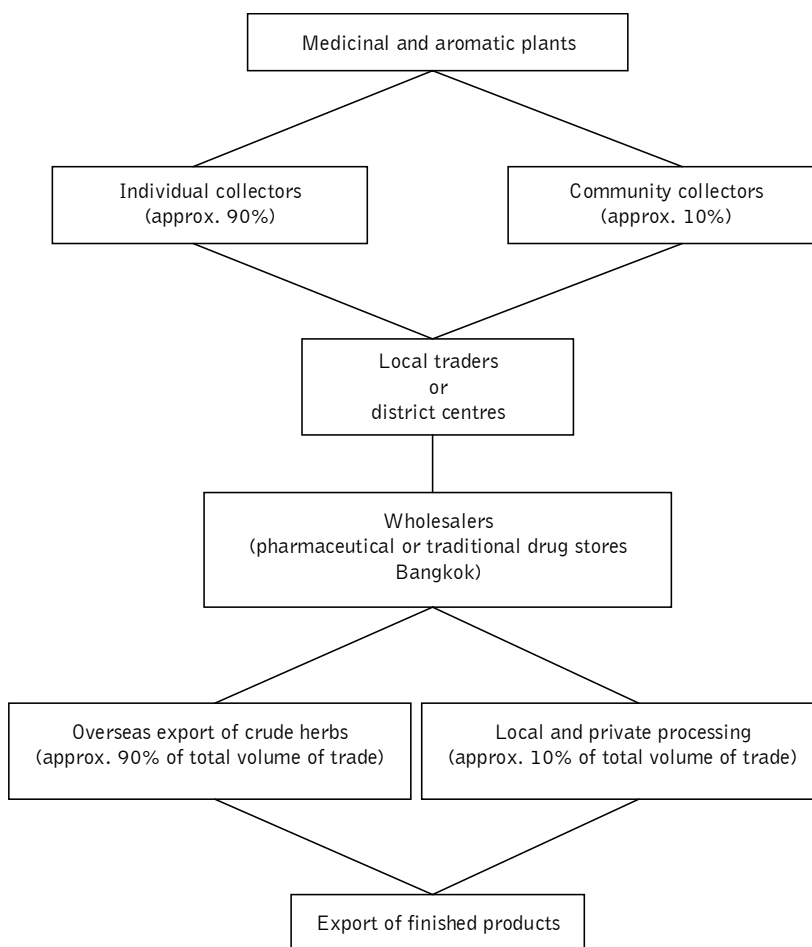 Medicinal and aromatic plants
Individual collectors
(approx. 90%)
Community collectors
(approx. 10%)
Local traders
or
district centres
Wholesalers
(pharmaceutical or traditional drug stores
Bangkok)
Overseas export of crude herbs
(approx. 90% of total volume of trade)
Local and private processing
(approx. 10% of total volume of trade)
Export of finished products